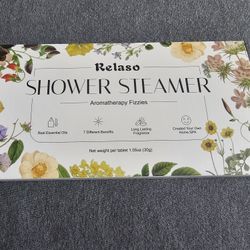 Relaso
SHOWER STEAMER
Aromatherapy Fizzies
Real Essential Oils
7 Different Benefits
Long Lasting
Fragrance
Created Your Own
Home SPA
Net weight per tablet 1.06oz (30g)